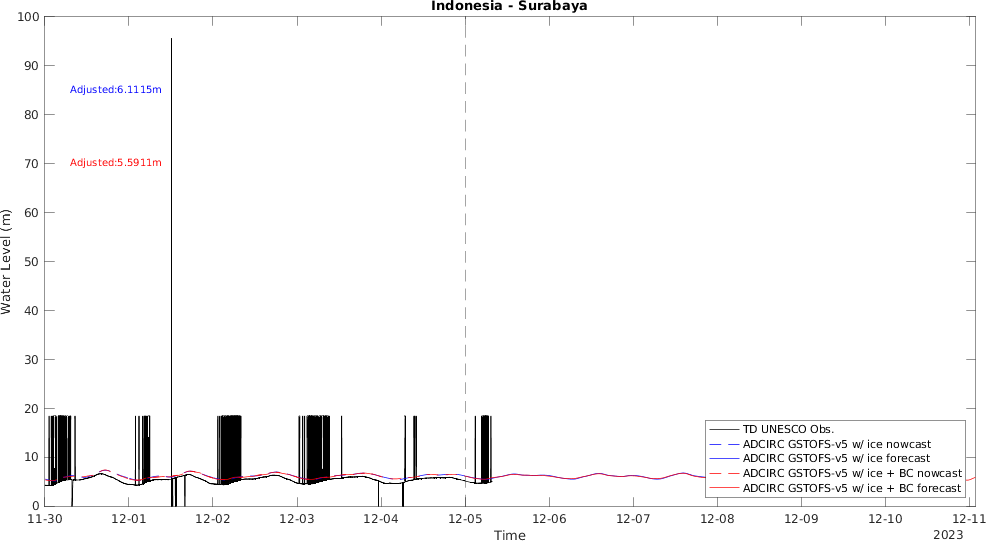 Indonesia - Surabaya
Water Level (m)
100
90
80
70
60
50
40
30
20
10
0
Adjusted:6.1115m
Adjusted:5.5911m
TD UNESCO Obs.
ADCIRC GSTOFS-v5 w/ ice nowcast
ADCIRC GSTOFS-v5 w/ ice forecast
ADCIRC GSTOFS-v5 w/ ice + BC nowcast
ADCIRC GSTOFS-v5 w/ ice + BC forecast
11-30 12-01 12-02 12-03 12-04 12-05 12-06 12-07 12-08 12-09 12-10 12-11
Time
2023